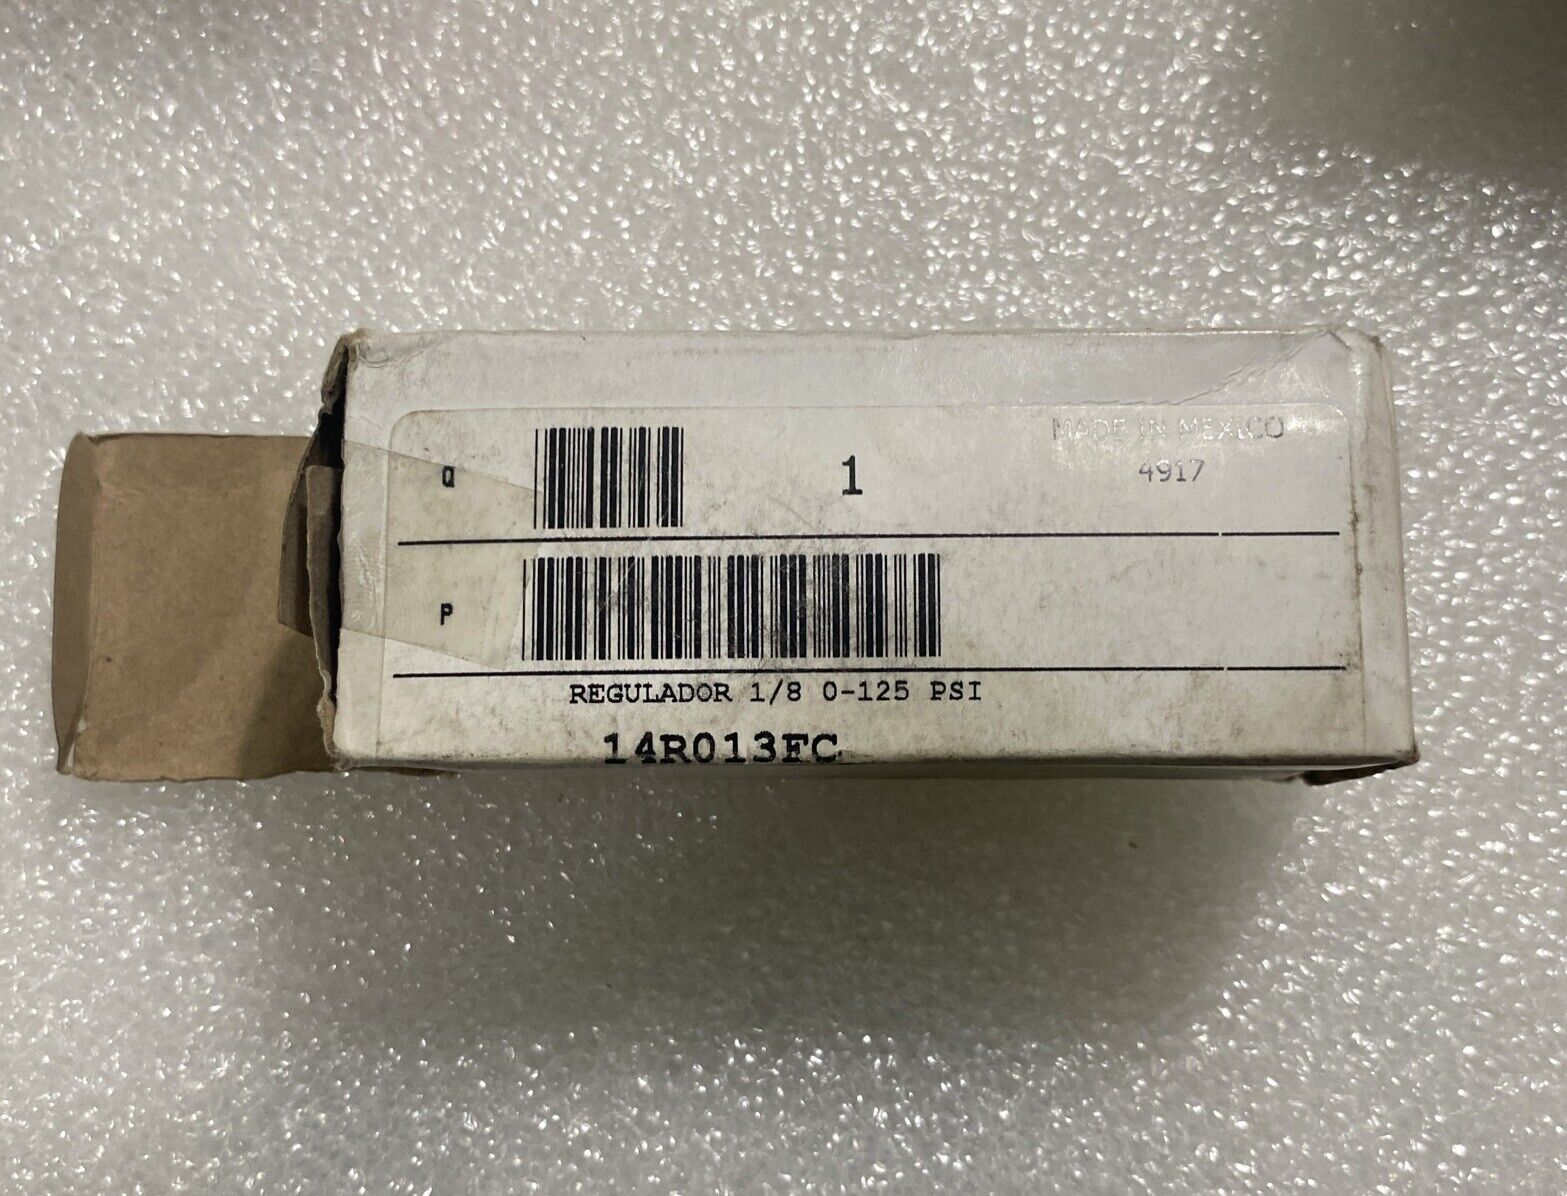 Q 1 MADE IN MEXICO
4917
P
REGULADOR 1/8 0-125 PSI
14R013FC